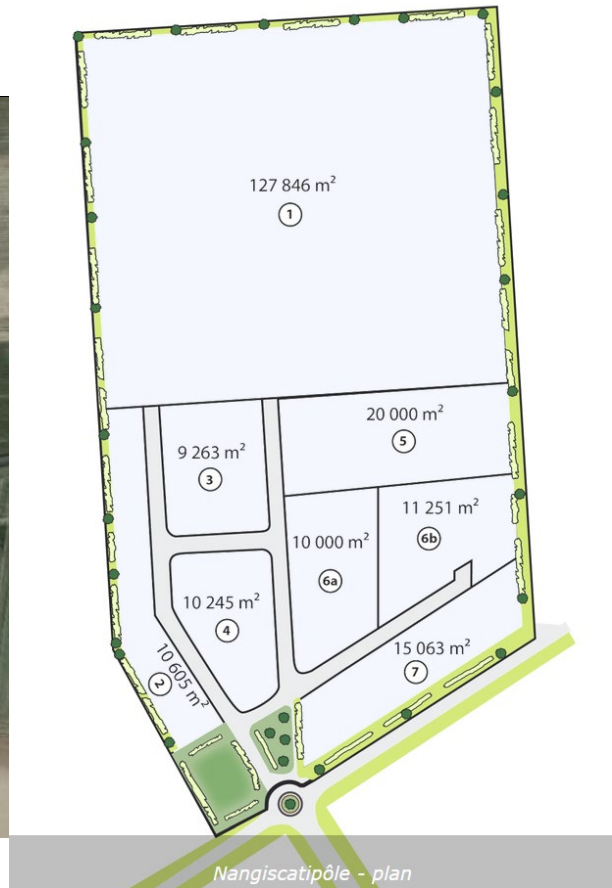 127 846 m²
1
20 000 m²
5
9 263 m²
3
11 251 m²
6b
10 000 m²
6a
10 245 m²
4
15 063 m²
7
10 605 m²
2
Nangiscatipôle - plan